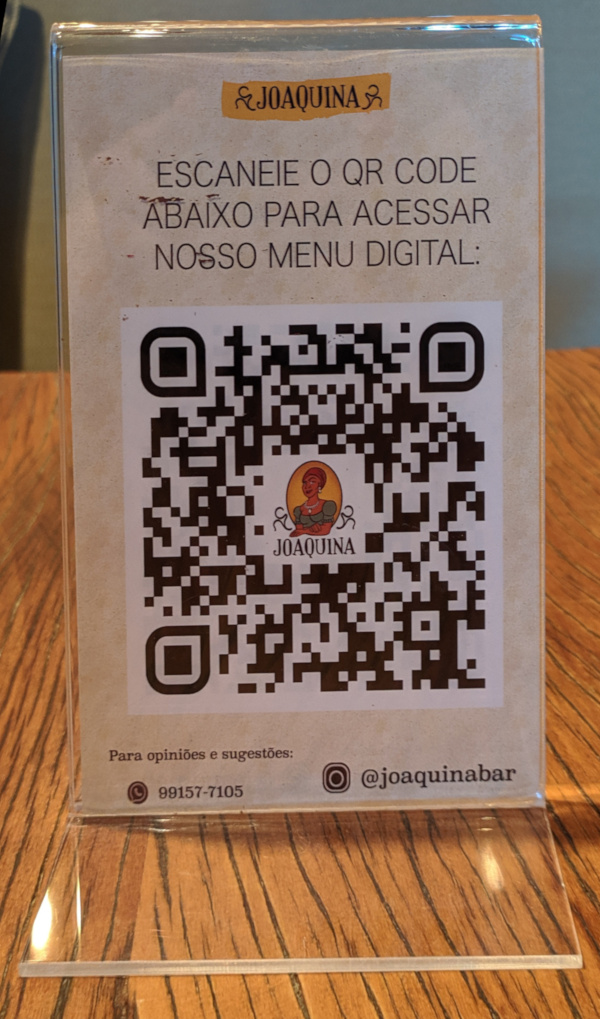 JOAQUINA
ESCANEIE O QR CODE
ABAIXO PARA ACESSAR
NOSSO MENU DIGITAL:
JOAQUINA
Para opiniões e sugestões:
99157-7105
@joaquinabar